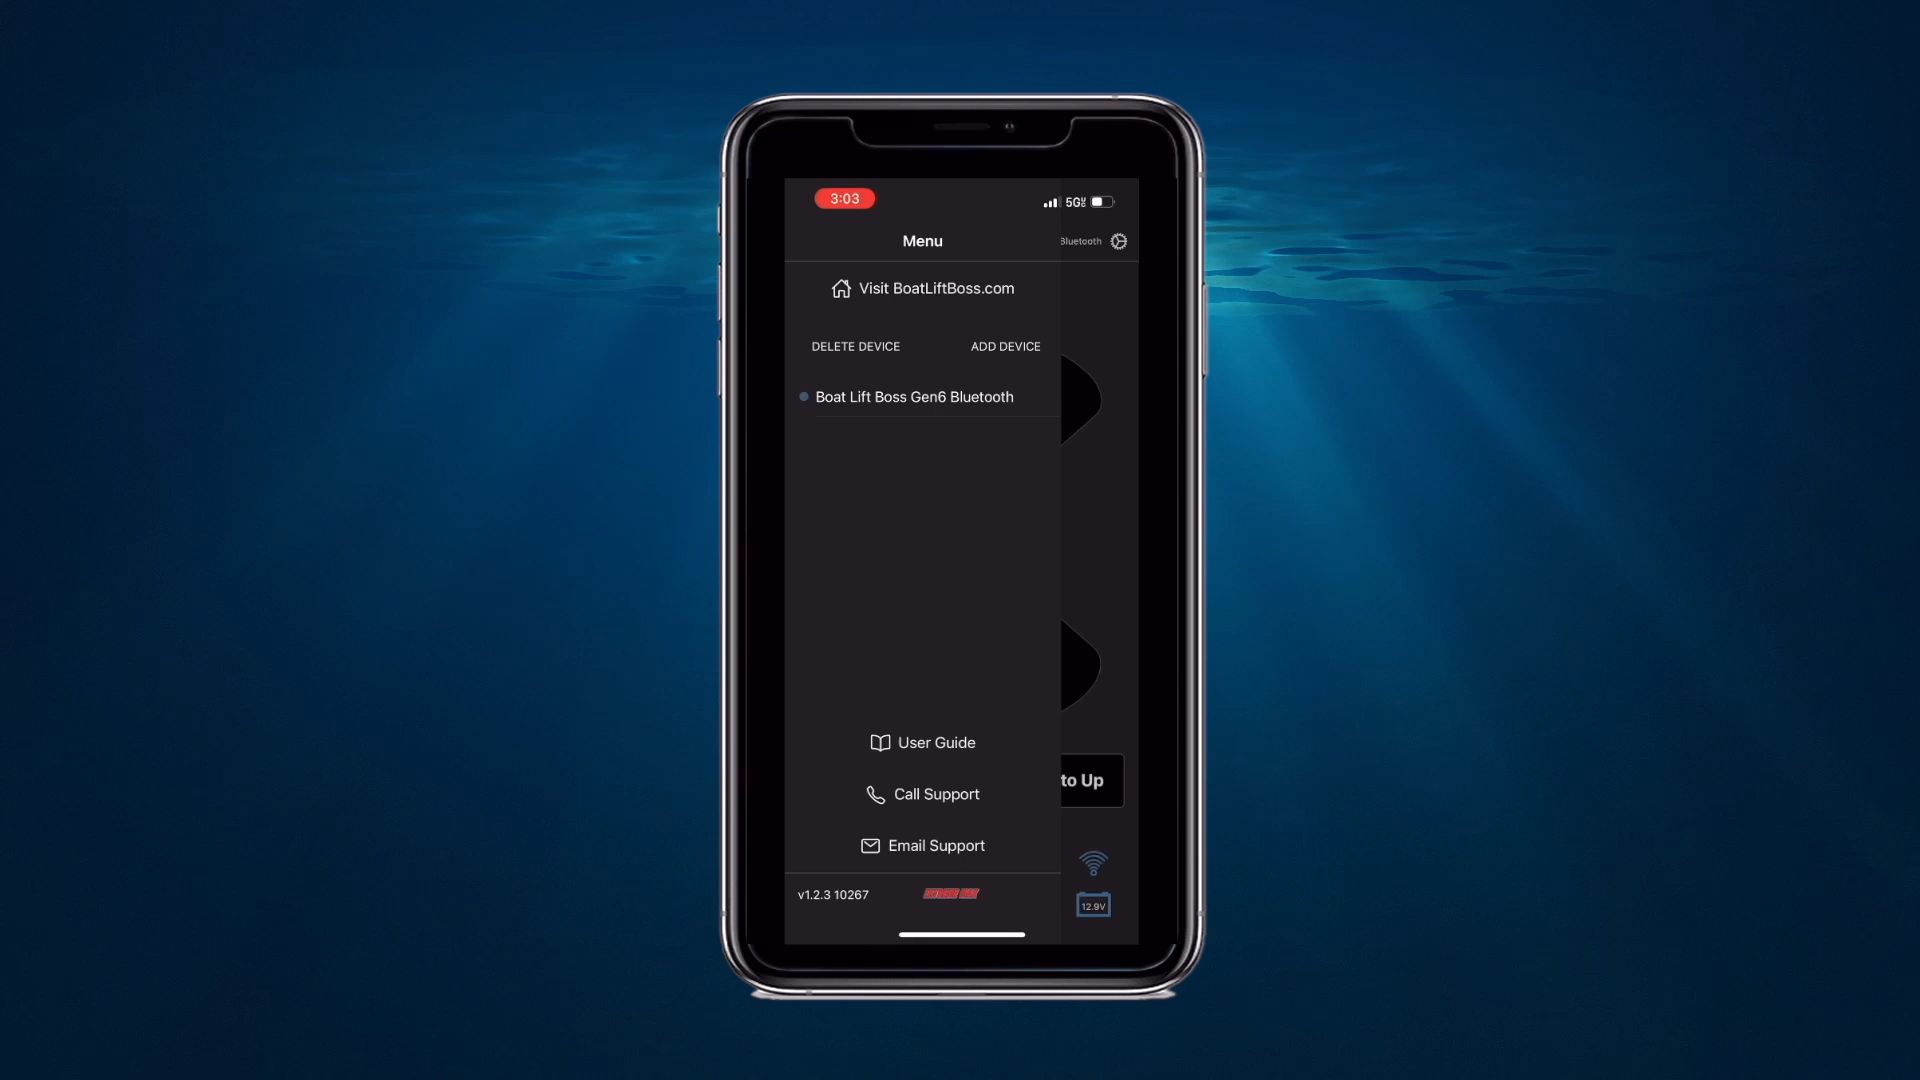 3:03
5G
Menu
Bluetooth
Visit BoatLiftBoss.com
DELETE DEVICE
ADD DEVICE
Boat Lift Boss Gen6 Bluetooth
User Guide
to Up
Call Support
Email Support
v1.2.3 10267
12.9V